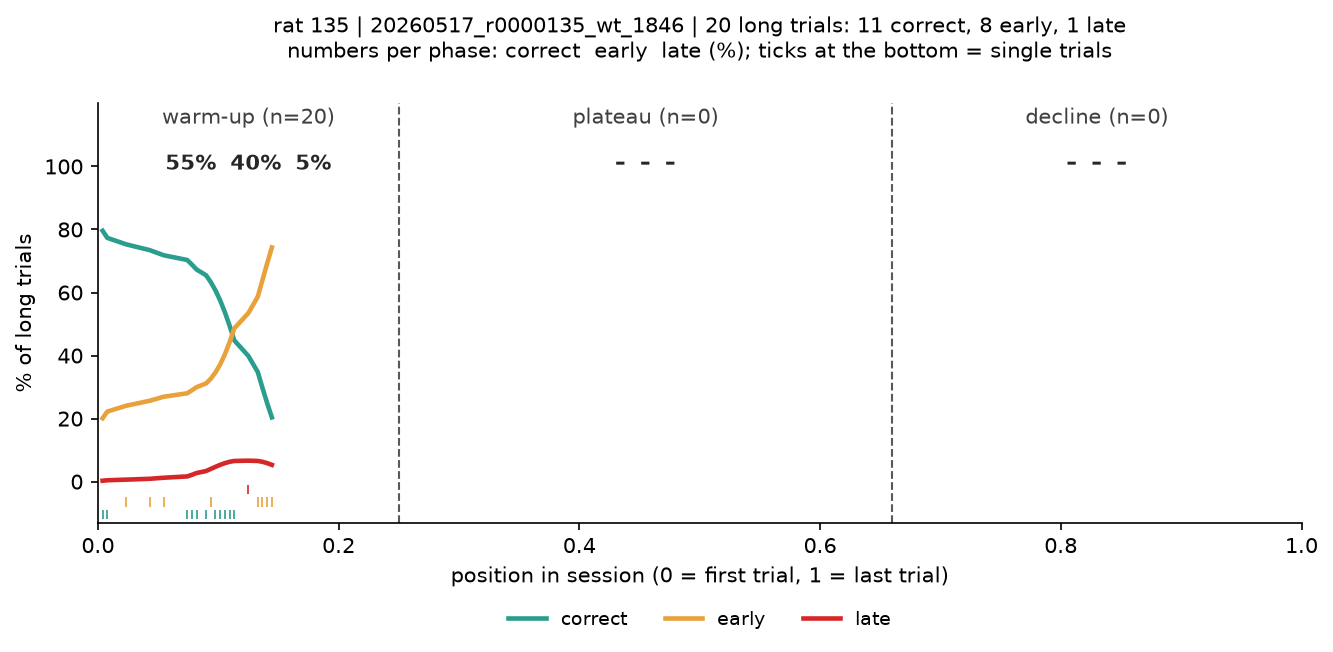 rat 135 | 20260517_r0000135_wt_1846 | 20 long trials: 11 correct, 8 early, 1 late
numbers per phase: correct  early  late (%); ticks at the bottom = single trials
warm-up (n=20)
plateau (n=0)
decline (n=0)
55%  40%  5%
-  -  -
-  -  -
% of long trials
100
80
60
40
20
0
0.0
0.2
0.4
0.6
0.8
1.0
position in session (0 = first trial, 1 = last trial)
correct
early
late